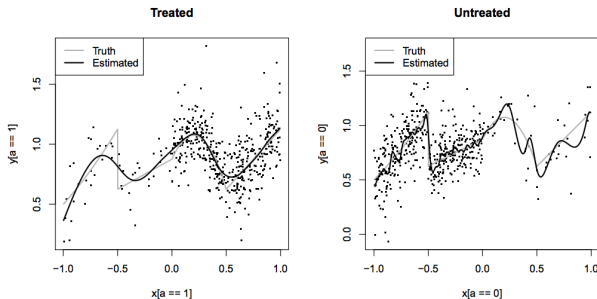 Treated
Truth
Estimated
y[a == 1]
0.5
1.0
1.5
-1.0
-0.5
0.0
0.5
1.0
x[a == 1]
Untreated
Truth
Estimated
y[a == 0]
0.0
0.5
1.0
1.5
-1.0
-0.5
0.0
0.5
1.0
x[a == 0]